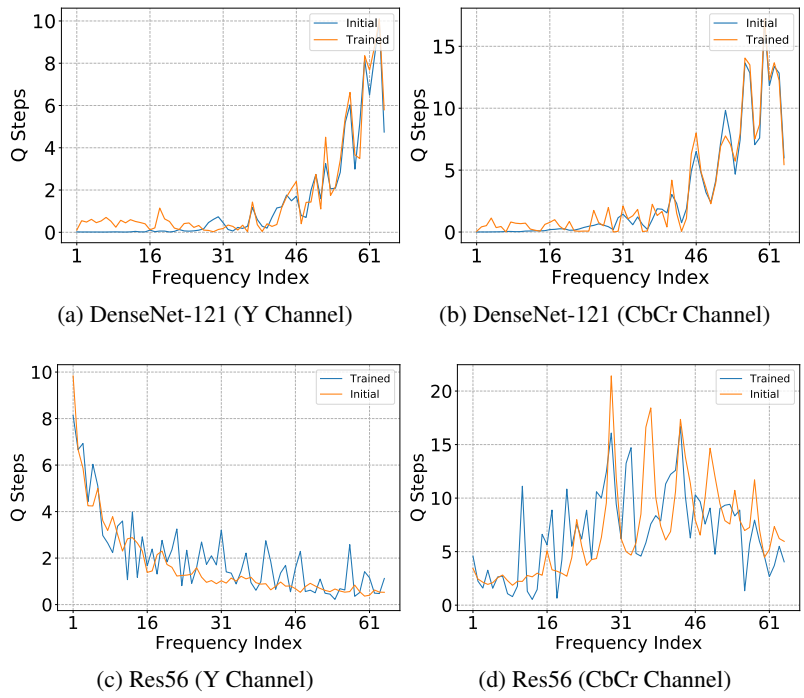 10
8
6
4
2
0
Q Steps
Initial
Trained
1 16 31 46 61
Frequency Index
(a) DenseNet-121 (Y Channel)
15
10
5
0
Q Steps
Initial
Trained
1 16 31 46 61
Frequency Index
(b) DenseNet-121 (CbCr Channel)
10
8
6
4
2
0
Q Steps
Trained
Initial
1 16 31 46 61
Frequency Index
(c) Res56 (Y Channel)
20
15
10
5
0
Q Steps
Trained
Initial
1 16 31 46 61
Frequency Index
(d) Res56 (CbCr Channel)